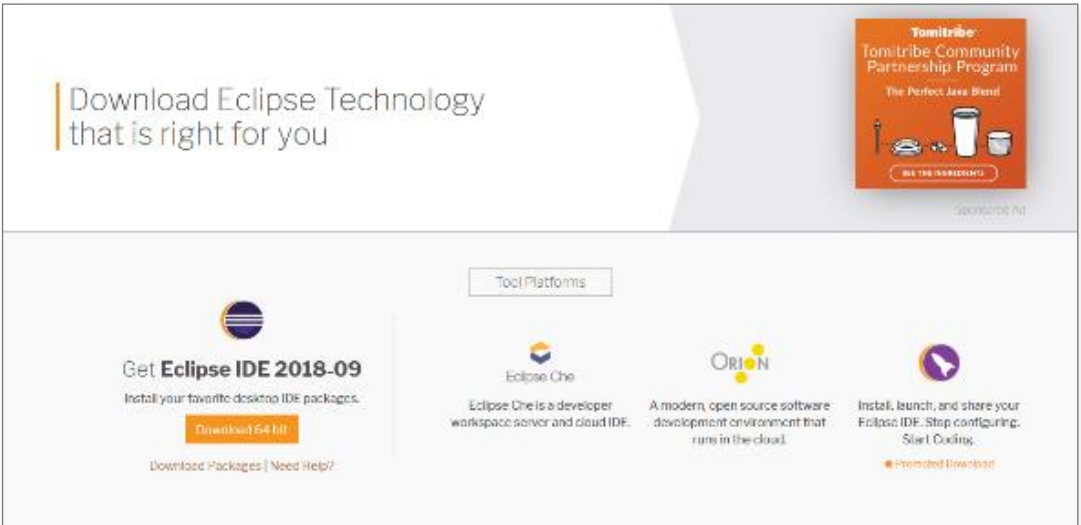 Download Eclipse Technology
that is right for you
Tomitribe
Tomitribe Community
Partnership Program
The Perfect Java Blend
SEE THE INGREDIENTS
Sponsored Ad
Tool Platforms
Get Eclipse IDE 2018-09
Install your favorite desktop IDE packages.
Download 64 bit
Download Packages | Need Help?
Eclipse Che
Eclipse Che is a developer
workspace server and cloud IDE.
ORION
A modern, open source software
development environment that
runs in the cloud.
Install, launch, and share your
Eclipse IDE. Stop configuring.
Start Coding.
Promoted Download